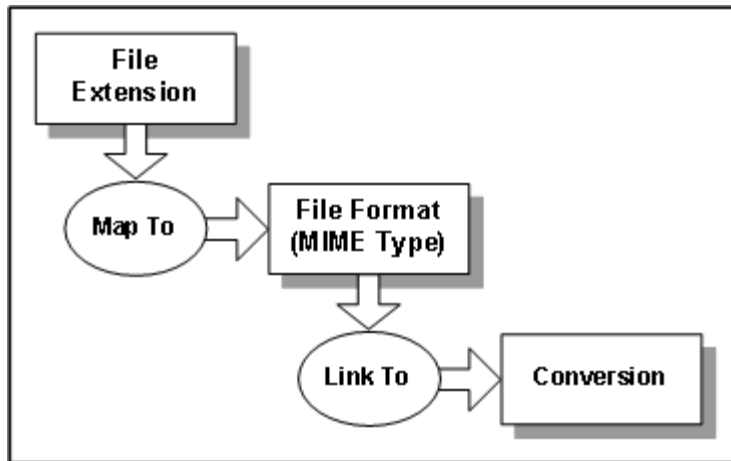 File
Extension
Map To
File Format
(MIME Type)
Link To
Conversion